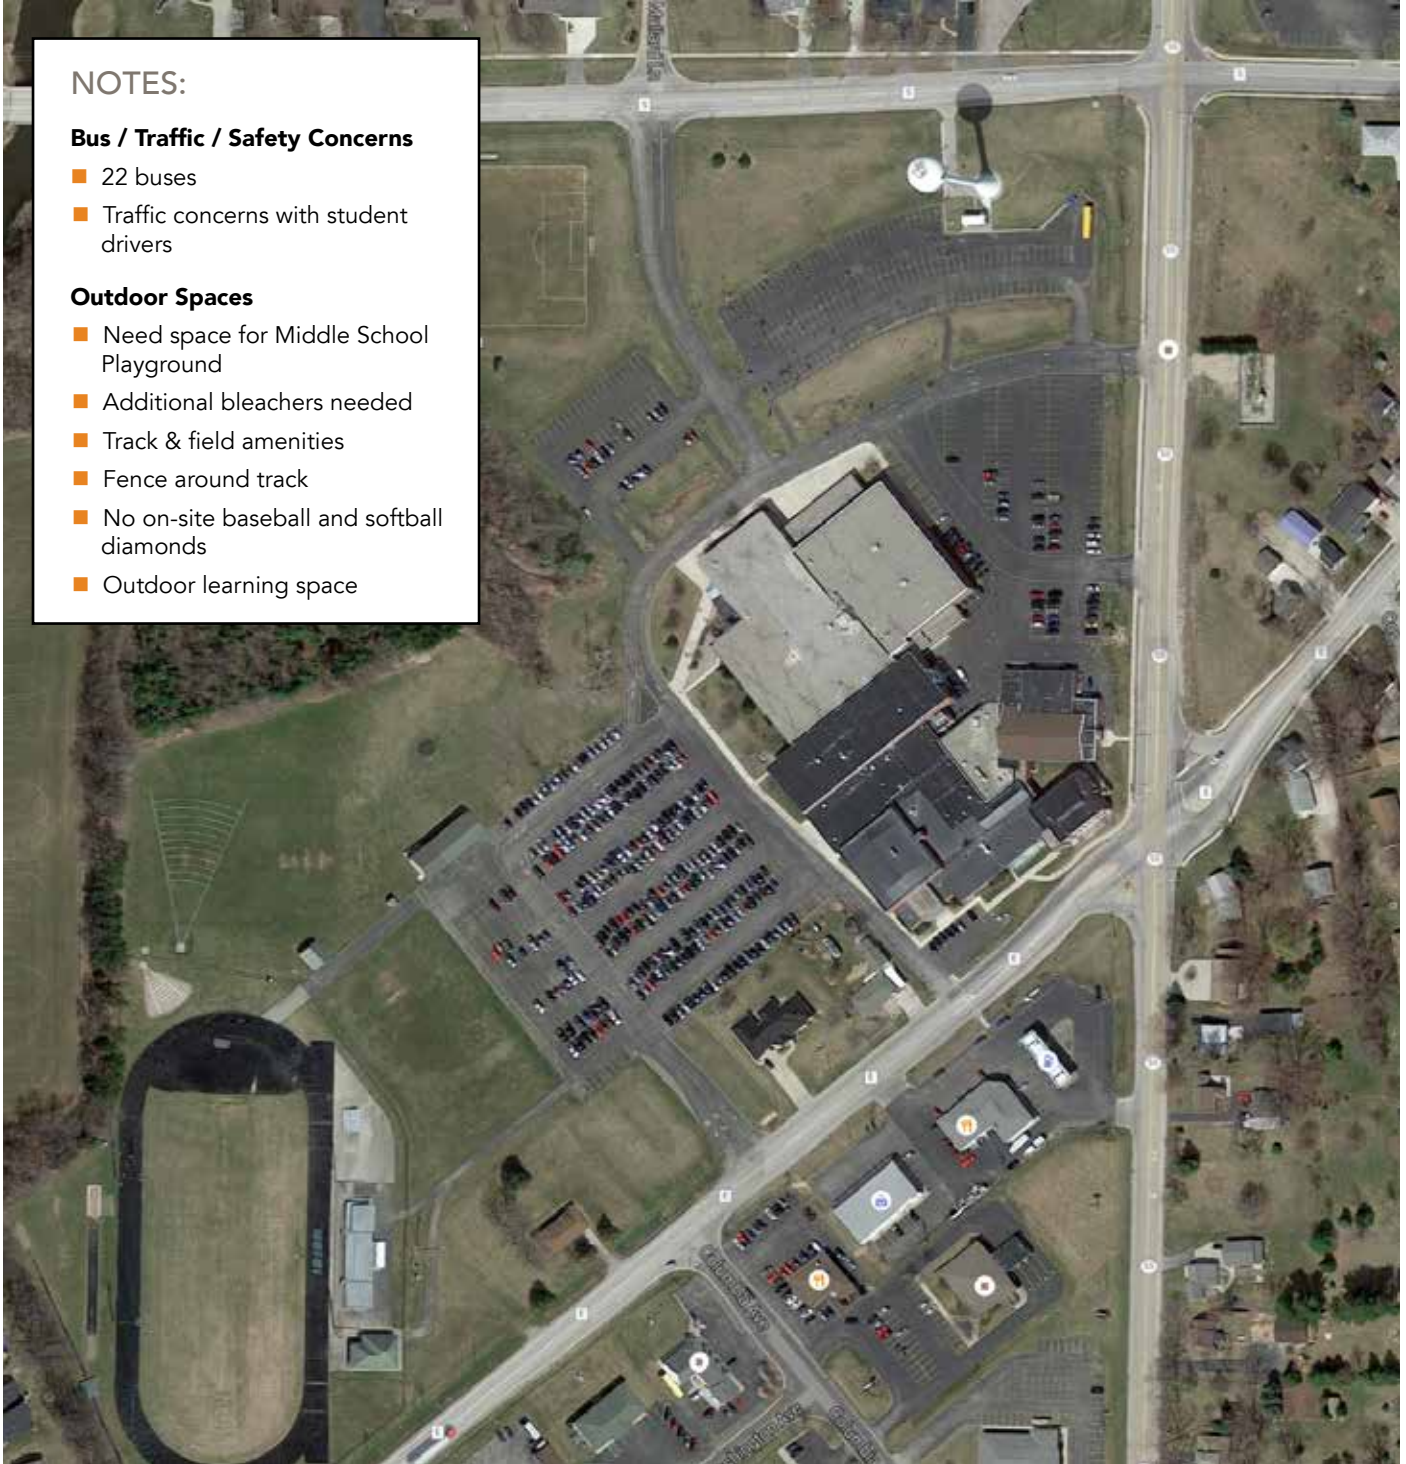 NOTES:
Bus / Traffic / Safety Concerns
22 buses
Traffic concerns with student
drivers
Outdoor Spaces
Need space for Middle School
Playground
Additional bleachers needed
Track & field amenities
Fence around track
No on-site baseball and softball
diamonds
Outdoor learning space